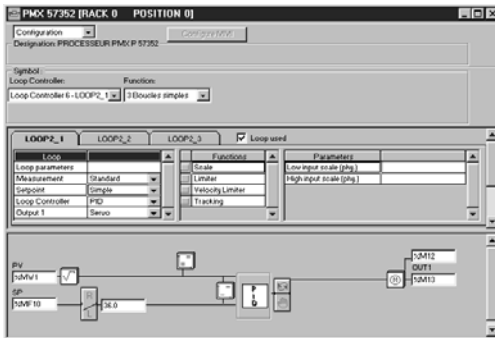 PMX 57352 [RACK 0 POSITION 0]
Configuration
Configure MMI
Designation: PROCESSEUR PMX P 57352
Symbol:
Loop Controller: Function:
Loop Controller 6 - LOOP2_1 3 Boucles simples
LOOP2_1 LOOP2_2 LOOP2_3 Loop used
Loop Functions Parameters
Loop parameters Scale Low input scale (phy.)
Measurement Standard Limiter High input scale (phy.)
Setpoint Simple Velocity Limiter
Loop Controller PID Tracking
Output 1 Servo
PV
%MW1
SP
%MF10
R
L
36.0
P
I
D
R
%M12
OUT1
%M13